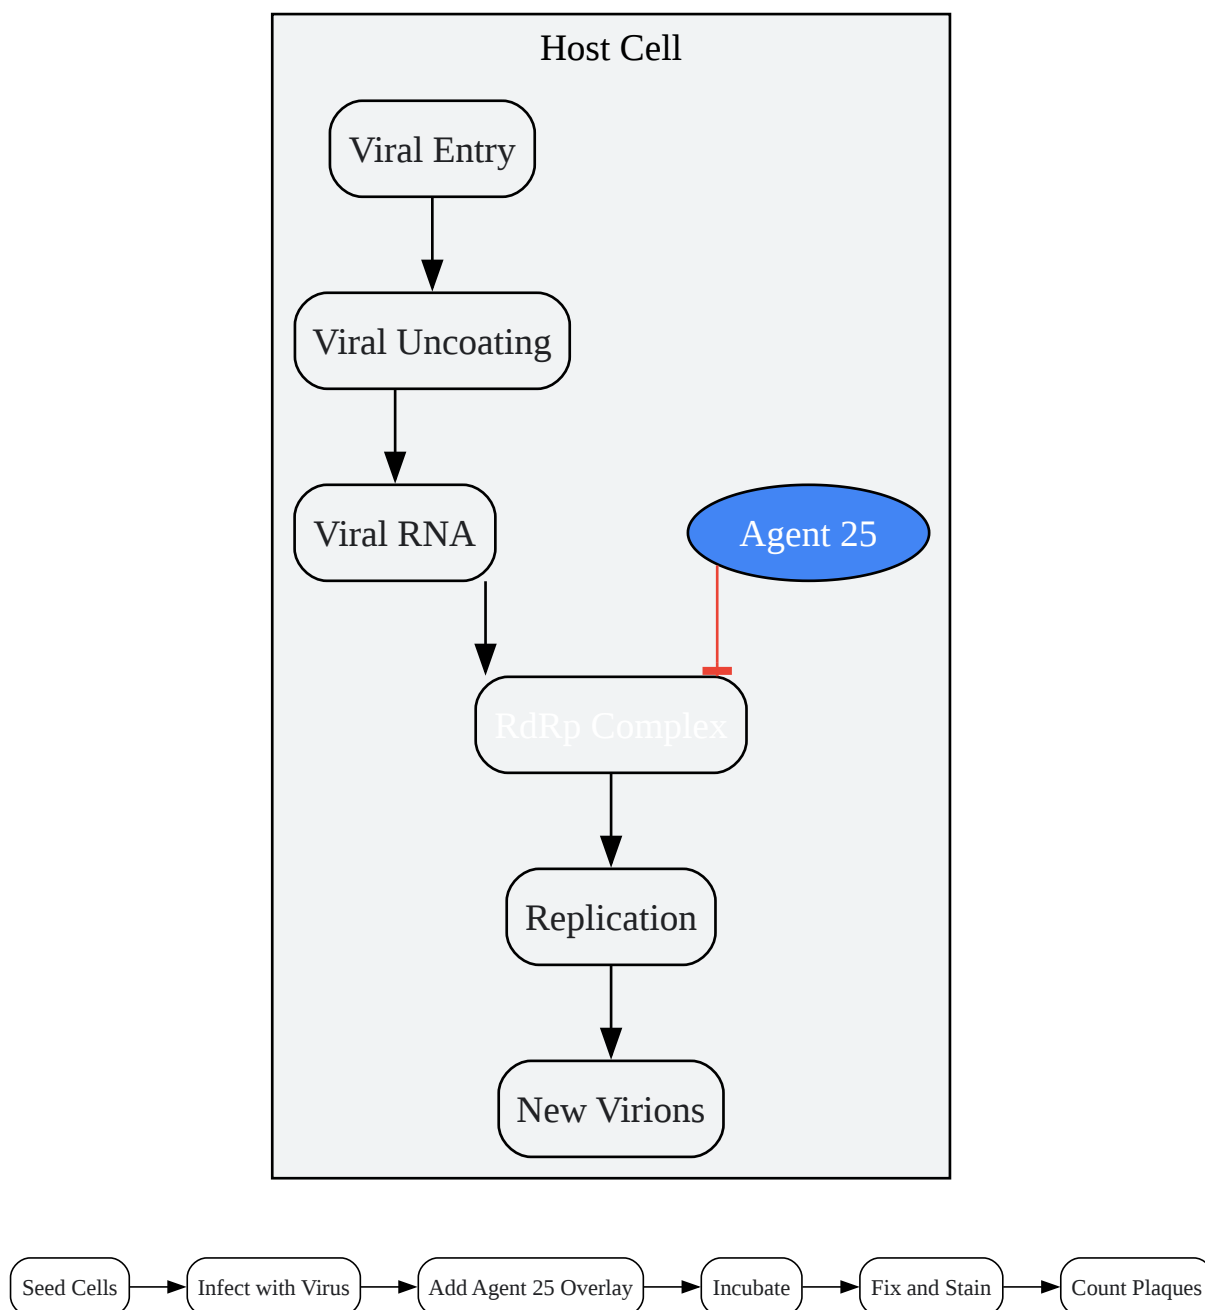 Host Cell
Viral Entry
Viral Uncoating
Viral RNA
Agent 25
RdRp Complex
Replication
New Virions
Seed Cells
Infect with Virus
Add Agent 25 Overlay
Incubate
Fix and Stain
Count Plaques